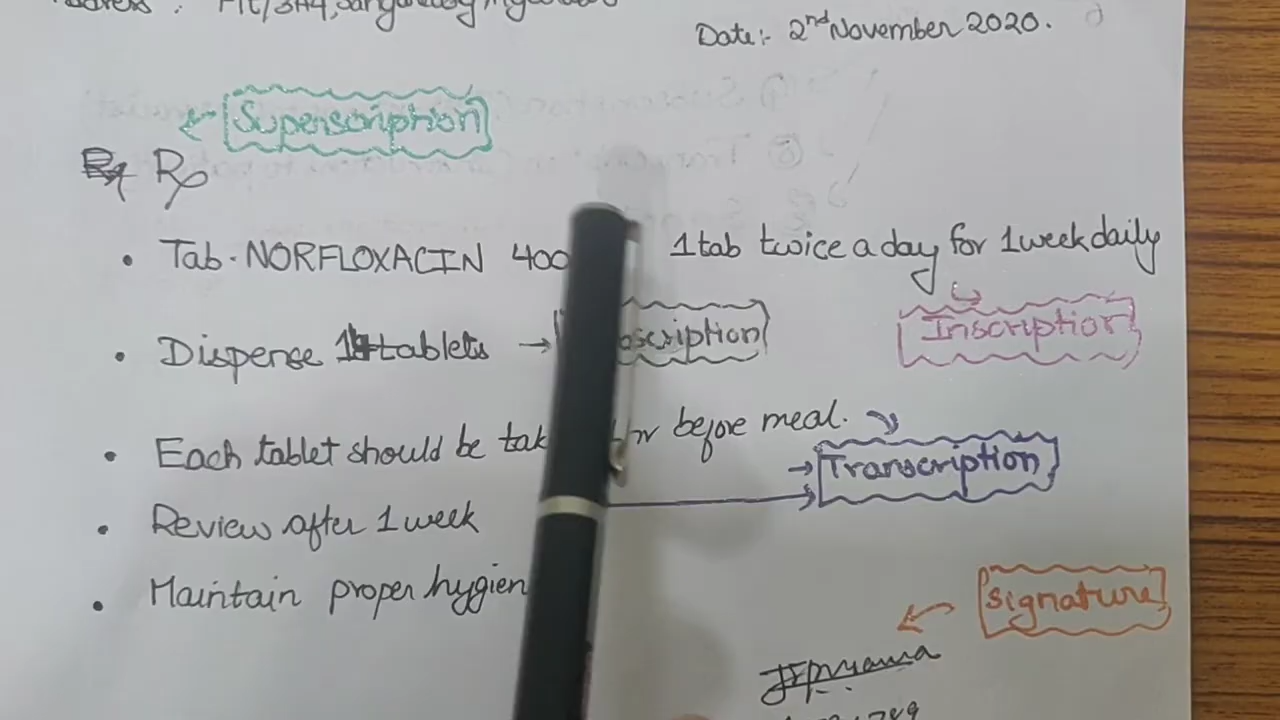 Date:- 2nd November 2020.
Superscription
Rx
• Tab. NORFLOXACIN 400 1 tab twice a day for 1 week daily
Inscription
• Dispense 14 tablets → scription
• Each tablet should be before meal.
→ Transcription
• Review after 1 week
• Maintain proper hygien
Signature